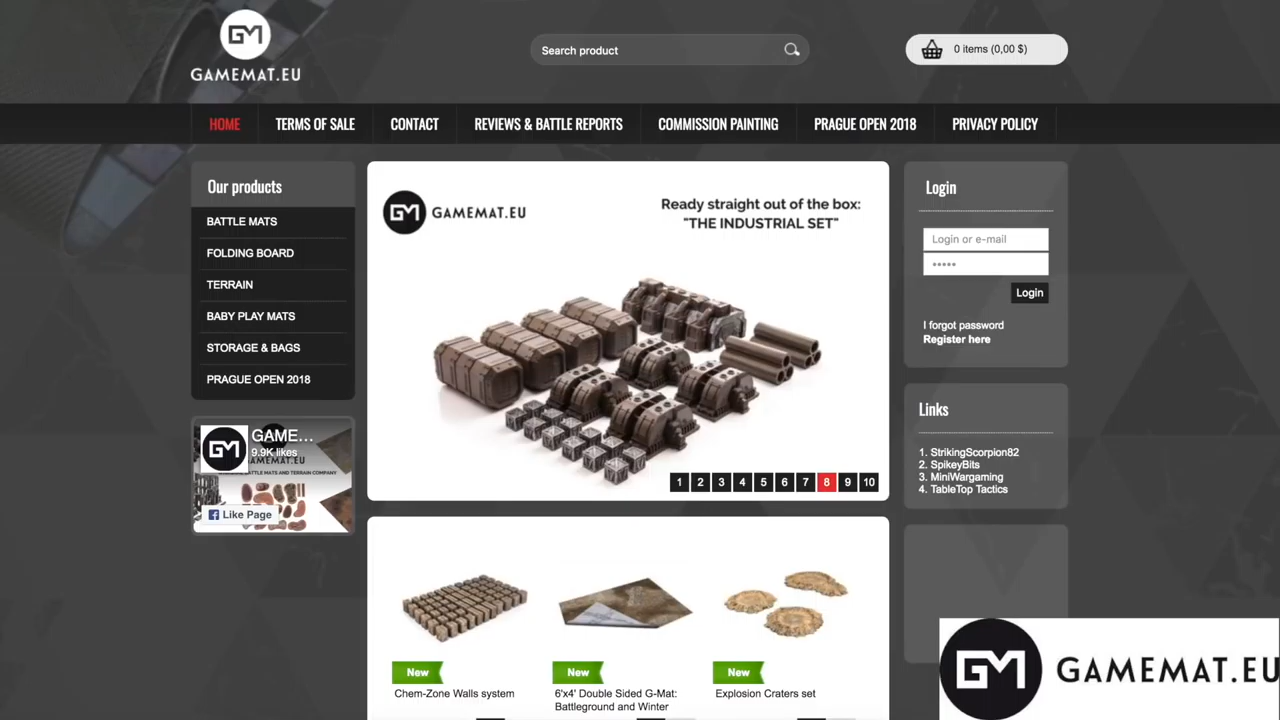 GM
GAMEMAT.EU
Search product
0 items (0,00 $)
HOME
TERMS OF SALE
CONTACT
REVIEWS & BATTLE REPORTS
COMMISSION PAINTING
PRAGUE OPEN 2018
PRIVACY POLICY
Our products
BATTLE MATS
FOLDING BOARD
TERRAIN
BABY PLAY MATS
STORAGE & BAGS
PRAGUE OPEN 2018
GM
GAME...
9.9K likes
Like Page
GM GAMEMAT.EU
Ready straight out of the box:
"THE INDUSTRIAL SET"
1 2 3 4 5 6 7 8 9 10
New
Chem-Zone Walls system
New
6'x4' Double Sided G-Mat:
Battleground and Winter
New
Explosion Craters set
Login
Login or e-mail
•••••
Login
I forgot password
Register here
Links
1. StrikingScorpion82
2. SpikeyBits
3. MiniWargaming
4. TableTop Tactics
GM GAMEMAT.EU